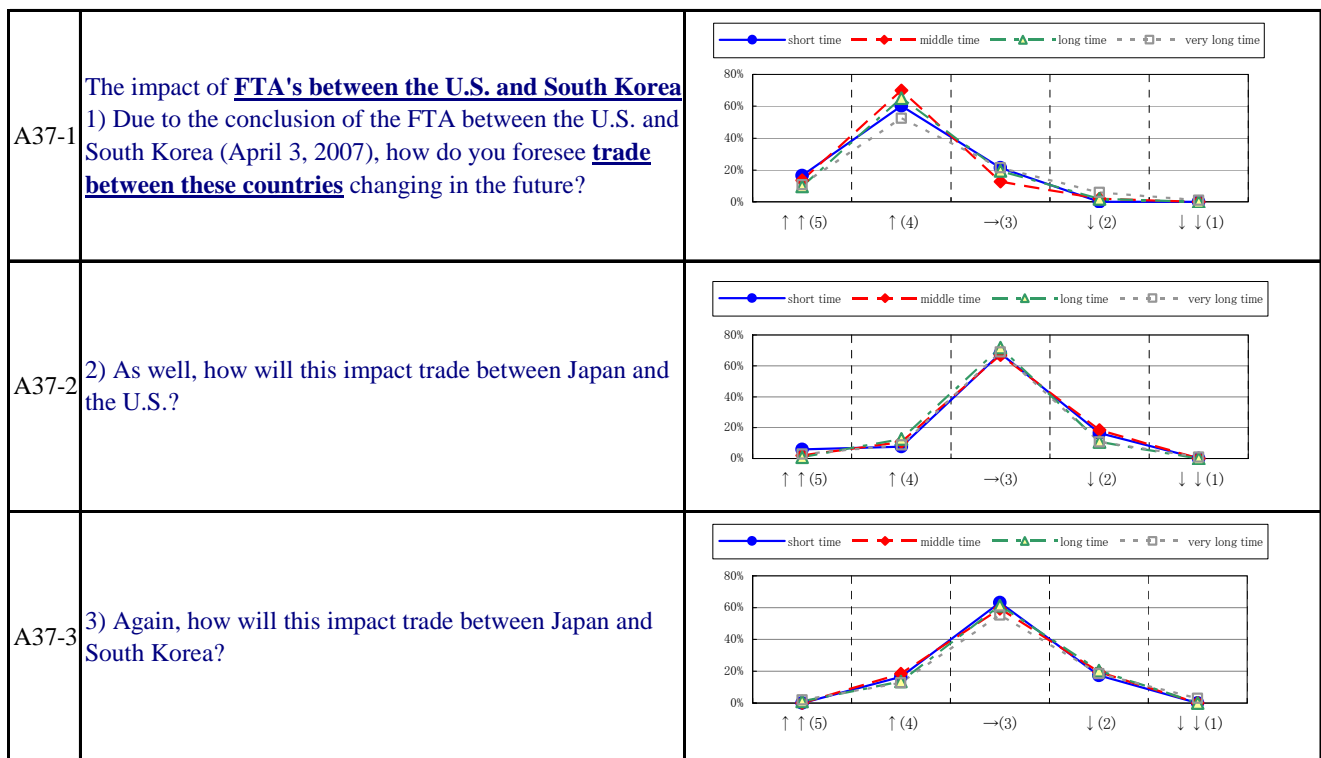 A37-1
The impact of FTA's between the U.S. and South Korea
1) Due to the conclusion of the FTA between the U.S. and
South Korea (April 3, 2007), how do you foresee trade
between these countries changing in the future?
short time middle time long time very long time
80%
60%
40%
20%
0%
↑↑(5) ↑(4) →(3) ↓(2) ↓↓(1)
A37-2
2) As well, how will this impact trade between Japan and
the U.S.?
short time middle time long time very long time
80%
60%
40%
20%
0%
↑↑(5) ↑(4) →(3) ↓(2) ↓↓(1)
A37-3
3) Again, how will this impact trade between Japan and
South Korea?
short time middle time long time very long time
80%
60%
40%
20%
0%
↑↑(5) ↑(4) →(3) ↓(2) ↓↓(1)